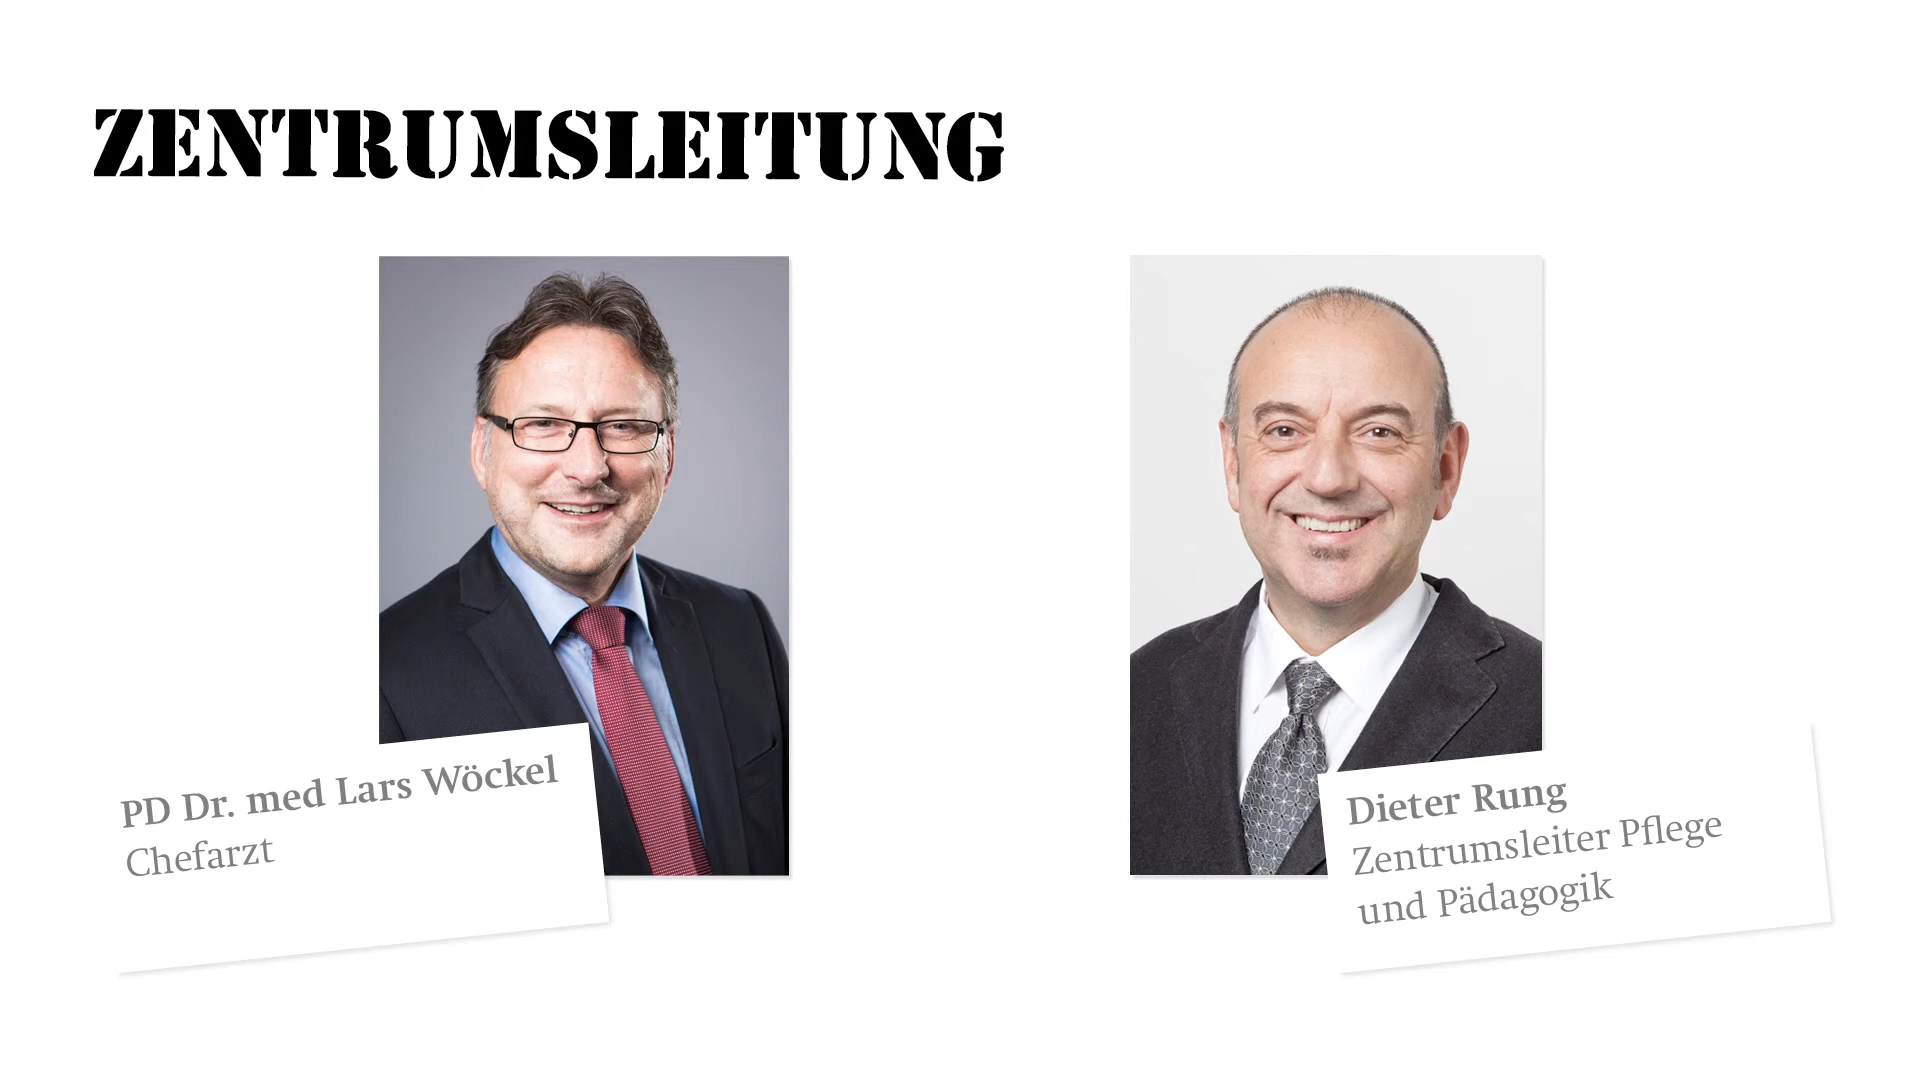 ZENTRUMSLEITUNG
PD Dr. med Lars Wöckel
Chefarzt
Dieter Rung
Zentrumsleiter Pflege
und Pädagogik